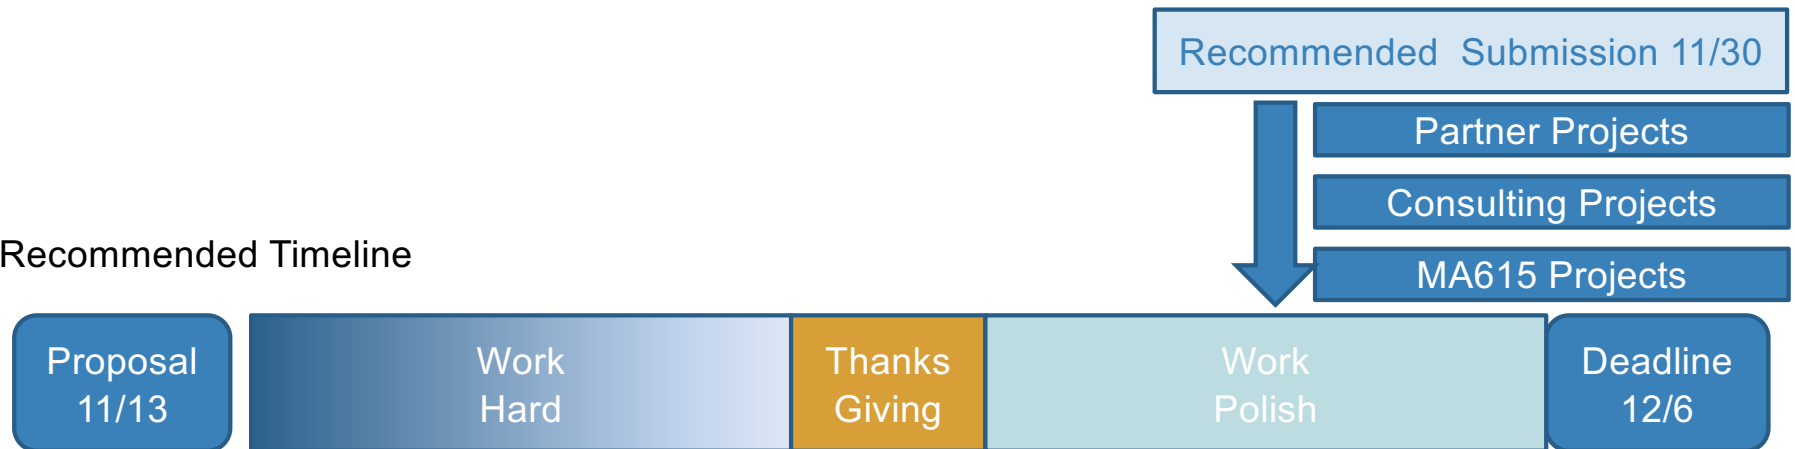 Recommended  Submission 11/30
Partner Projects
Consulting Projects
MA615 Projects
Recommended Timeline
Proposal
11/13
Work
Hard
Thanks
Giving
Work
Polish
Deadline
12/6